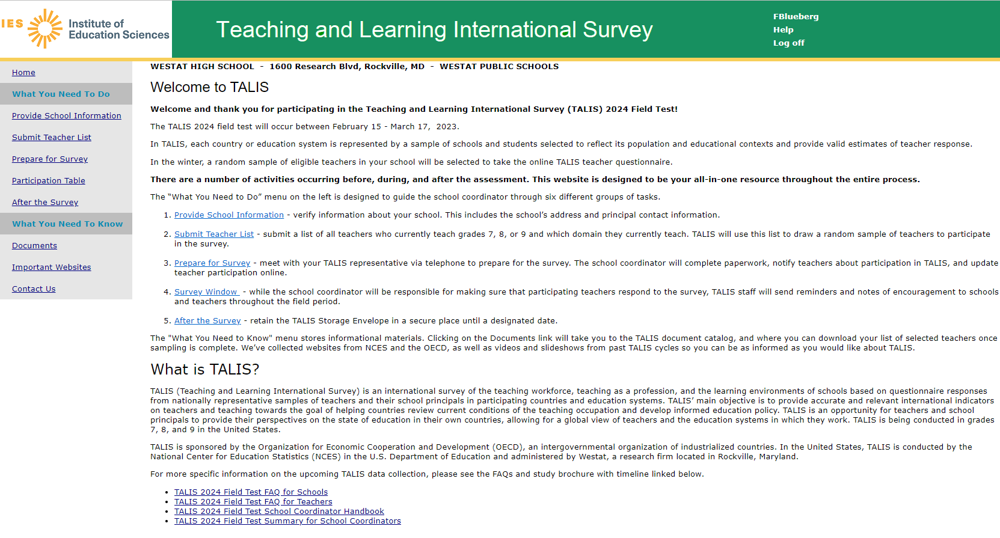 IES Institute of
Education Sciences
Teaching and Learning International Survey
FBlueberg
Help
Log off
Home
What You Need To Do
Provide School Information
Submit Teacher List
Prepare for Survey
Participation Table
After the Survey
What You Need To Know
Documents
Important Websites
Contact Us
WESTAT HIGH SCHOOL - 1600 Research Blvd, Rockville, MD - WESTAT PUBLIC SCHOOLS
Welcome to TALIS
Welcome and thank you for participating in the Teaching and Learning International Survey (TALIS) 2024 Field Test!
The TALIS 2024 field test will occur between February 15 - March 17, 2023.
In TALIS, each country or education system is represented by a sample of schools and students selected to reflect its population and educational contexts and provide valid estimates of teacher response.
In the winter, a random sample of eligible teachers in your school will be selected to take the online TALIS teacher questionnaire.
There are a number of activities occurring before, during, and after the assessment. This website is designed to be your all-in-one resource throughout the entire process.
The “What You Need to Do” menu on the left is designed to guide the school coordinator through six different groups of tasks.
1. Provide School Information - verify information about your school. This includes the school’s address and principal contact information.
2. Submit Teacher List - submit a list of all teachers who currently teach grades 7, 8, or 9 and which domain they currently teach. TALIS will use this list to draw a random sample of teachers to participate
in the survey.
3. Prepare for Survey - meet with your TALIS representative via telephone to prepare for the survey. The school coordinator will complete paperwork, notify teachers about participation in TALIS, and update
teacher participation online.
4. Survey Window - while the school coordinator will be responsible for making sure that participating teachers respond to the survey, TALIS staff will send reminders and notes of encouragement to schools
and teachers throughout the field period.
5. After the Survey - retain the TALIS Storage Envelope in a secure place until a designated date.
The "What You Need to Know" menu stores informational materials. Clicking on the Documents link will take you to the TALIS document catalog, and where you can download your list of selected teachers once
sampling is complete. We’ve collected websites from NCES and the OECD, as well as videos and slideshows from past TALIS cycles so you can be as informed as you would like about TALIS.
What is TALIS?
TALIS (Teaching and Learning International Survey) is an international survey of the teaching workforce, teaching as a profession, and the learning environments of schools based on questionnaire responses
from nationally representative samples of teachers and their school principals in participating countries and education systems. TALIS’ main objective is to provide accurate and relevant international indicators
on teachers and teaching towards the goal of helping countries review current conditions of the teaching occupation and develop informed education policy. TALIS is an opportunity for teachers and school
principals to provide their perspectives on the state of education in their own countries, allowing for a global view of teachers and the education systems in which they work. TALIS is being conducted in grades
7, 8, and 9 in the United States.
TALIS is sponsored by the Organization for Economic Cooperation and Development (OECD), an intergovernmental organization of industrialized countries. In the United States, TALIS is conducted by the
National Center for Education Statistics (NCES) in the U.S. Department of Education and administered by Westat, a research firm located in Rockville, Maryland.
For more specific information on the upcoming TALIS data collection, please see the FAQs and study brochure with timeline linked below.
• TALIS 2024 Field Test FAQ for Schools
• TALIS 2024 Field Test FAQ for Teachers
• TALIS 2024 Field Test School Coordinator Handbook
• TALIS 2024 Field Test Summary for School Coordinators